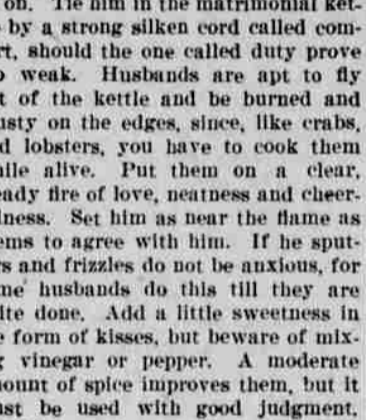 on. Tie him in the matrimonial ket-
by a strong silken cord called com-
rt, should the one called duty prove
o weak. Husbands are apt to fly
t of the kettle and be burned and
usty on the edges, since, like crabs,
d lobsters, you have to cook them
hile alive. Put them on a clear,
eady fire of love, neatness and cheer-
lness. Set him as near the flame as
ems to agree with him. If he sput-
rs and frizzles do not be anxious, for
me husbands do this till they are
ite done. Add a little sweetness in
e form of kisses, but beware of mix-
g vinegar or pepper. A moderate
mount of spice improves them, but it
ust be used with good judgment.